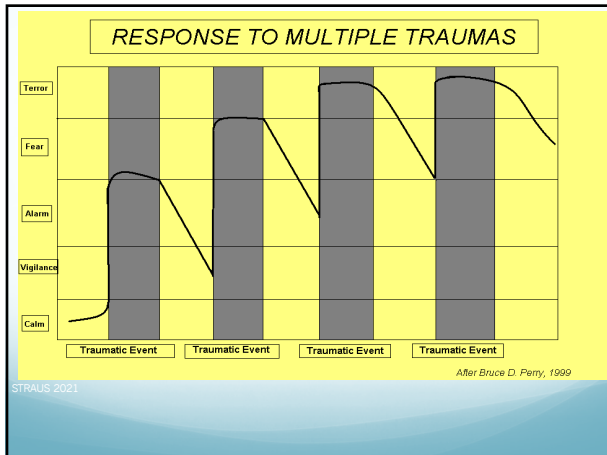 RESPONSE TO MULTIPLE TRAUMAS
Terror
Fear
Alarm
Vigilance
Calm
Traumatic Event Traumatic Event Traumatic Event Traumatic Event
After Bruce D. Perry, 1999
STRAUS 2021